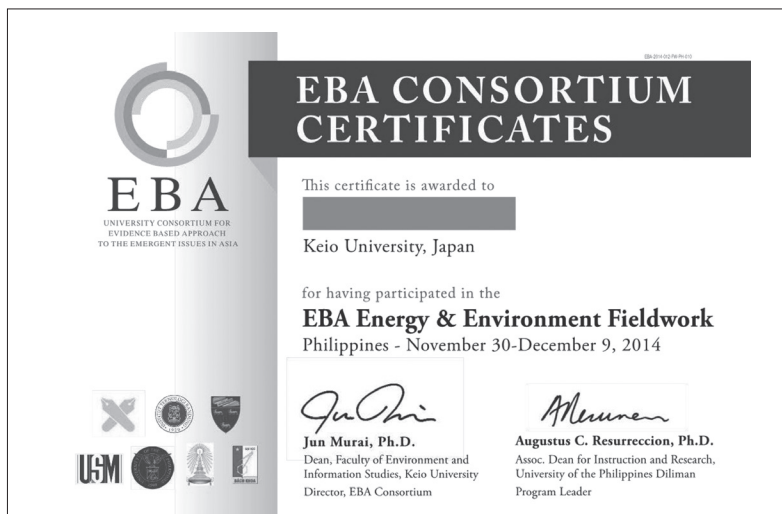 EBA CONSORTIUM
CERTIFICATES
EBA
UNIVERSITY CONSORTIUM FOR
EVIDENCE BASED APPROACH
TO THE EMERGENT ISSUES IN ASIA
This certificate is awarded to
Keio University, Japan
for having participated in the
EBA Energy & Environment Fieldwork
Philippines - November 30-December 9, 2014
Jun Murai, Ph.D.
Dean, Faculty of Environment and
Information Studies, Keio University
Director, EBA Consortium
Augustus C. Resurreccion, Ph.D.
Assoc. Dean for Instruction and Research,
University of the Philippines Diliman
Program Leader
USM